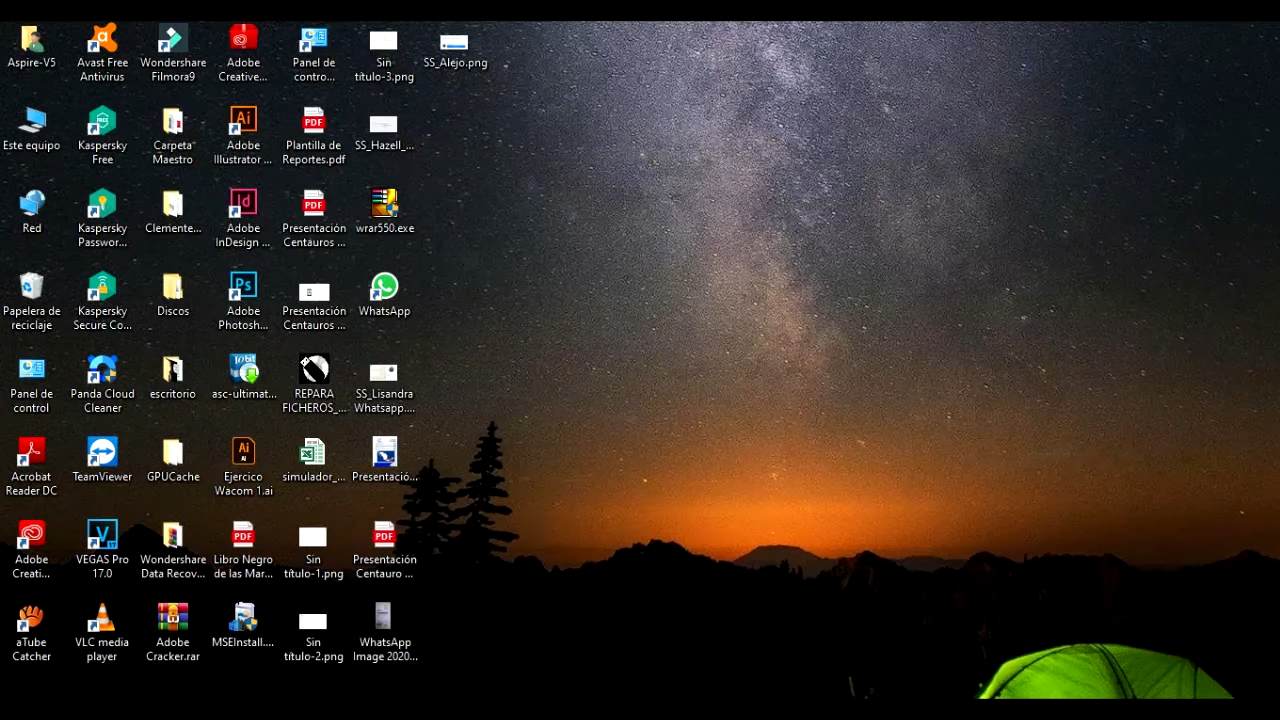 Aspire-V5
Avast Free
Antivirus
Wondershare
Filmora9
Adobe
Creative...
Panel de
contro...
Sin
título-3.png
SS_Alejo.png
Este equipo
Kaspersky
Free
Carpeta
Maestro
Adobe
Illustrator ...
Plantilla de
Reportes.pdf
SS_Hazell_...
Red
Kaspersky
Passwor...
Clemente...
Adobe
InDesign ...
Presentación
Centauros ...
wrar550.exe
Papelera de
reciclaje
Kaspersky
Secure Co...
Discos
Adobe
Photosh...
Presentación
Centauros ...
WhatsApp
Panel de
control
Panda Cloud
Cleaner
escritorio
asc-ultimat...
REPARA
FICHEROS_...
SS_Lisandra
Whatsapp....
Acrobat
Reader DC
TeamViewer
GPUCache
Ejercico
Wacom 1.ai
simulador_...
Presentació...
Adobe
Creati...
VEGAS Pro
17.0
Wondershare
Data Recov...
Libro Negro
de las Mar...
Sin
título-1.png
Presentación
Centauro ...
aTube
Catcher
VLC media
player
Adobe
Cracker.rar
MSEInstall....
Sin
título-2.png
WhatsApp
Image 2020...